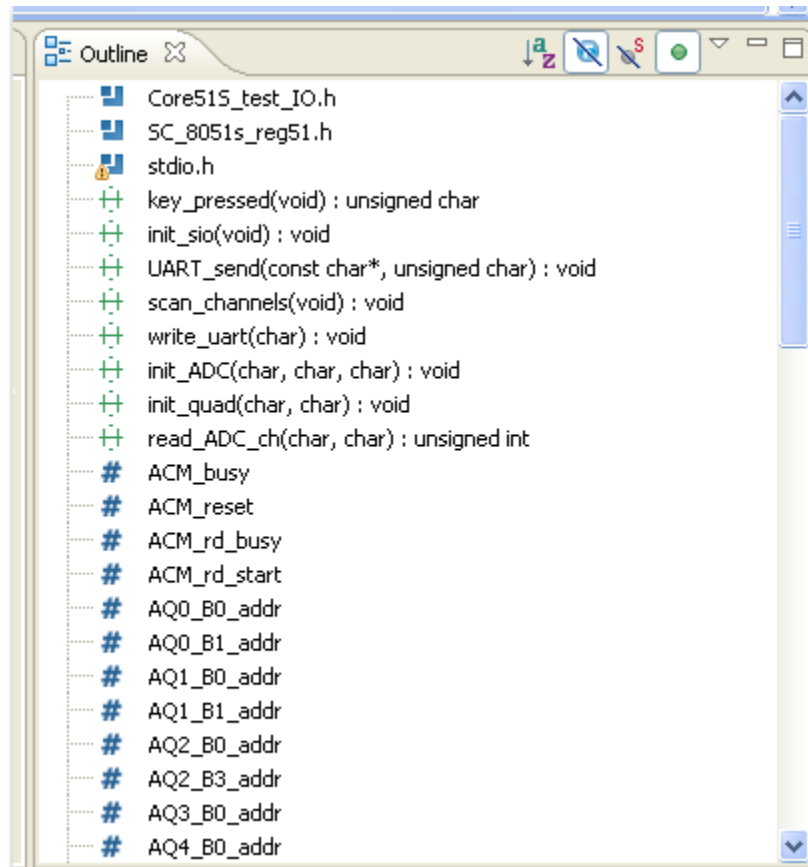 Outline
Core51S_test_IO.h
SC_8051s_reg51.h
stdio.h
key_pressed(void) : unsigned char
init_sio(void) : void
UART_send(const char*, unsigned char) : void
scan_channels(void) : void
write_uart(char) : void
init_ADC(char, char, char) : void
init_quad(char, char) : void
read_ADC_ch(char, char) : unsigned int
# ACM_busy
# ACM_reset
# ACM_rd_busy
# ACM_rd_start
# AQ0_B0_addr
# AQ0_B1_addr
# AQ1_B0_addr
# AQ1_B1_addr
# AQ2_B0_addr
# AQ2_B3_addr
# AQ3_B0_addr
# AQ4_B0_addr